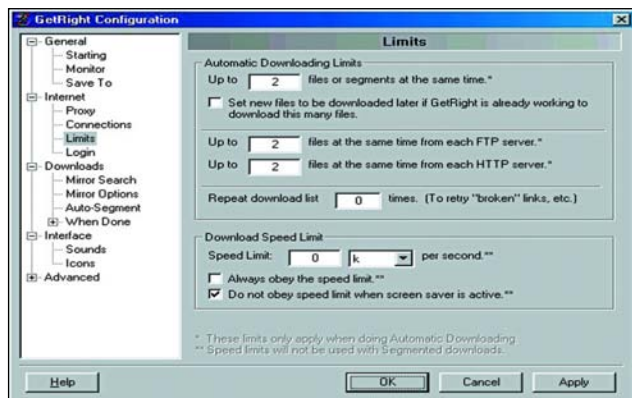 GetRight Configuration
General
Starting
Monitor
Save To
Internet
Proxy
Connections
Limits
Login
Downloads
Mirror Search
Mirror Options
Auto-Segment
When Done
Interface
Sounds
Icons
Advanced
Limits
Automatic Downloading Limits
Up to 2 files or segments at the same time.*
Set new files to be downloaded later if GetRight is already working to
download this many files.
Up to 2 files at the same time from each FTP server.*
Up to 2 files at the same time from each HTTP server.*
Repeat download list 0 times. (To retry "broken" links, etc.)
Download Speed Limit
Speed Limit: 0 k per second.**
Always obey the speed limit.**
Do not obey speed limit when screen saver is active.**
* These limits only apply when doing Automatic Downloading
** Speed limits will not be used with Segmented downloads.
Help OK Cancel Apply